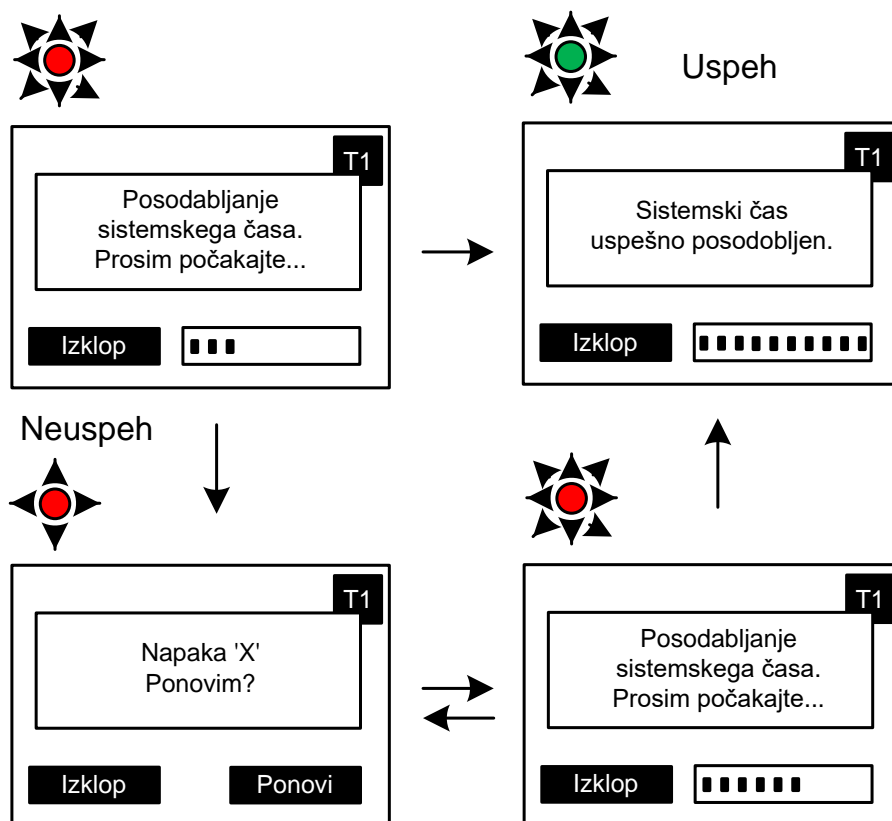 Uspeh
T1
Posodabljanje
sistemskega časa.
Prosim počakajte...
Izklop
T1
Sistemski čas
uspešno posodobljen.
Izklop
Neuspeh
T1
Napaka 'X'
Ponovim?
Izklop
Ponovi
T1
Posodabljanje
sistemskega časa.
Prosim počakajte...
Izklop